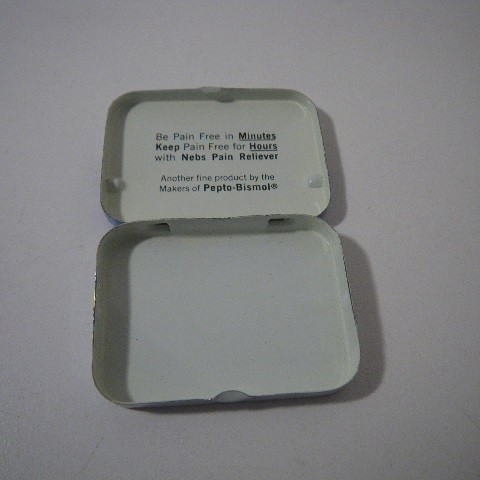 Be Pain Free in Minutes
Keep Pain Free for Hours
with Nebs Pain Reliever
Another fine product by the
Makers of Pepto-Bismol®